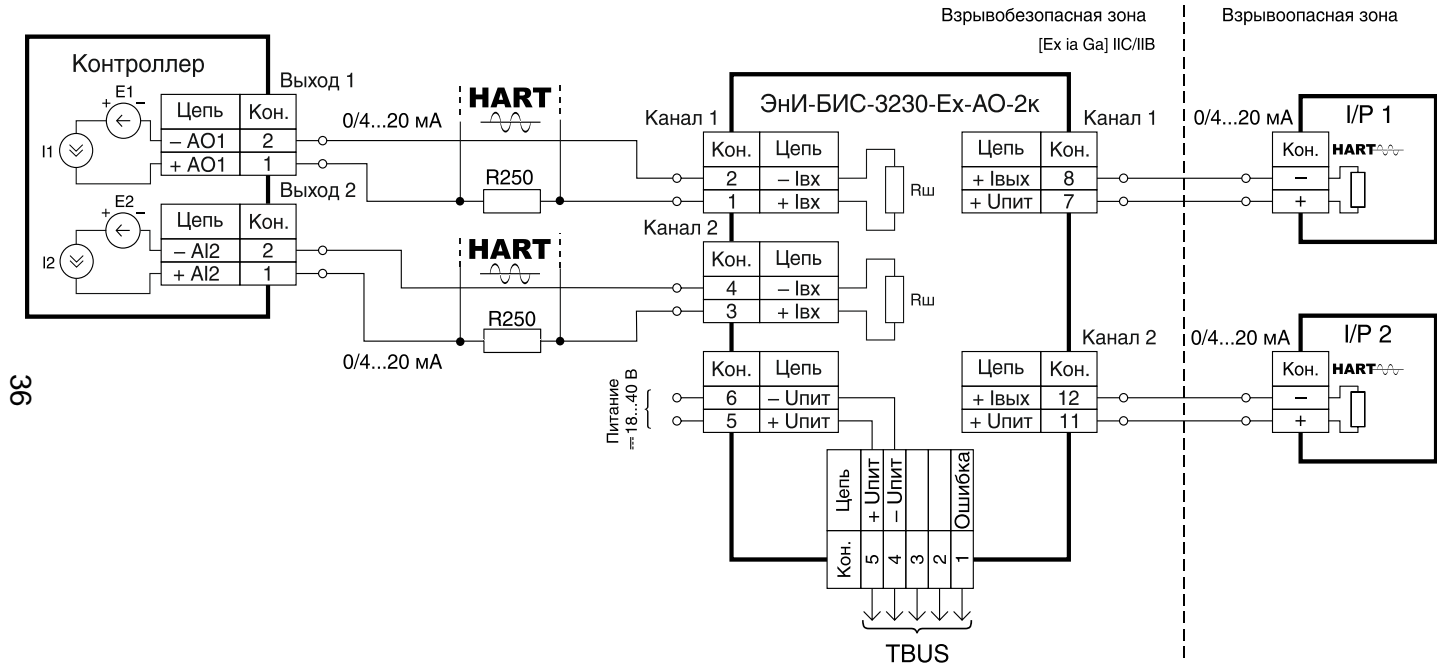 Взрывобезопасная зона
Взрывоопасная зона
[Ex ia Ga] IIC/IIB
Контроллер
E1
+ –
I1
Выход 1
Цепь Кон.
– AO1 2
+ AO1 1
Выход 2
E2
+ –
I2
Цепь Кон.
– AI2 2
+ AI2 1
0/4...20 мА
HART
R250
HART
R250
0/4...20 мА
ЭнИ-БИС-3230-Ex-АО-2к
Канал 1
Кон. Цепь
2 – Iвх
1 + Iвх
Rш
Канал 2
Кон. Цепь
4 – Iвх
3 + Iвх
Rш
Питание
18...40 В
Кон. Цепь
6 – Uпит
5 + Uпит
Канал 1
Цепь Кон.
+ Iвых 8
+ Uпит 7
Канал 2
Цепь Кон.
+ Iвых 12
+ Uпит 11
Цепь + Uпит – Uпит Ошибка
Кон. 5 4 3 2 1
TBUS
0/4...20 мА
I/P 1
Кон.
HART
–
+
0/4...20 мА
I/P 2
Кон.
HART
–
+
36